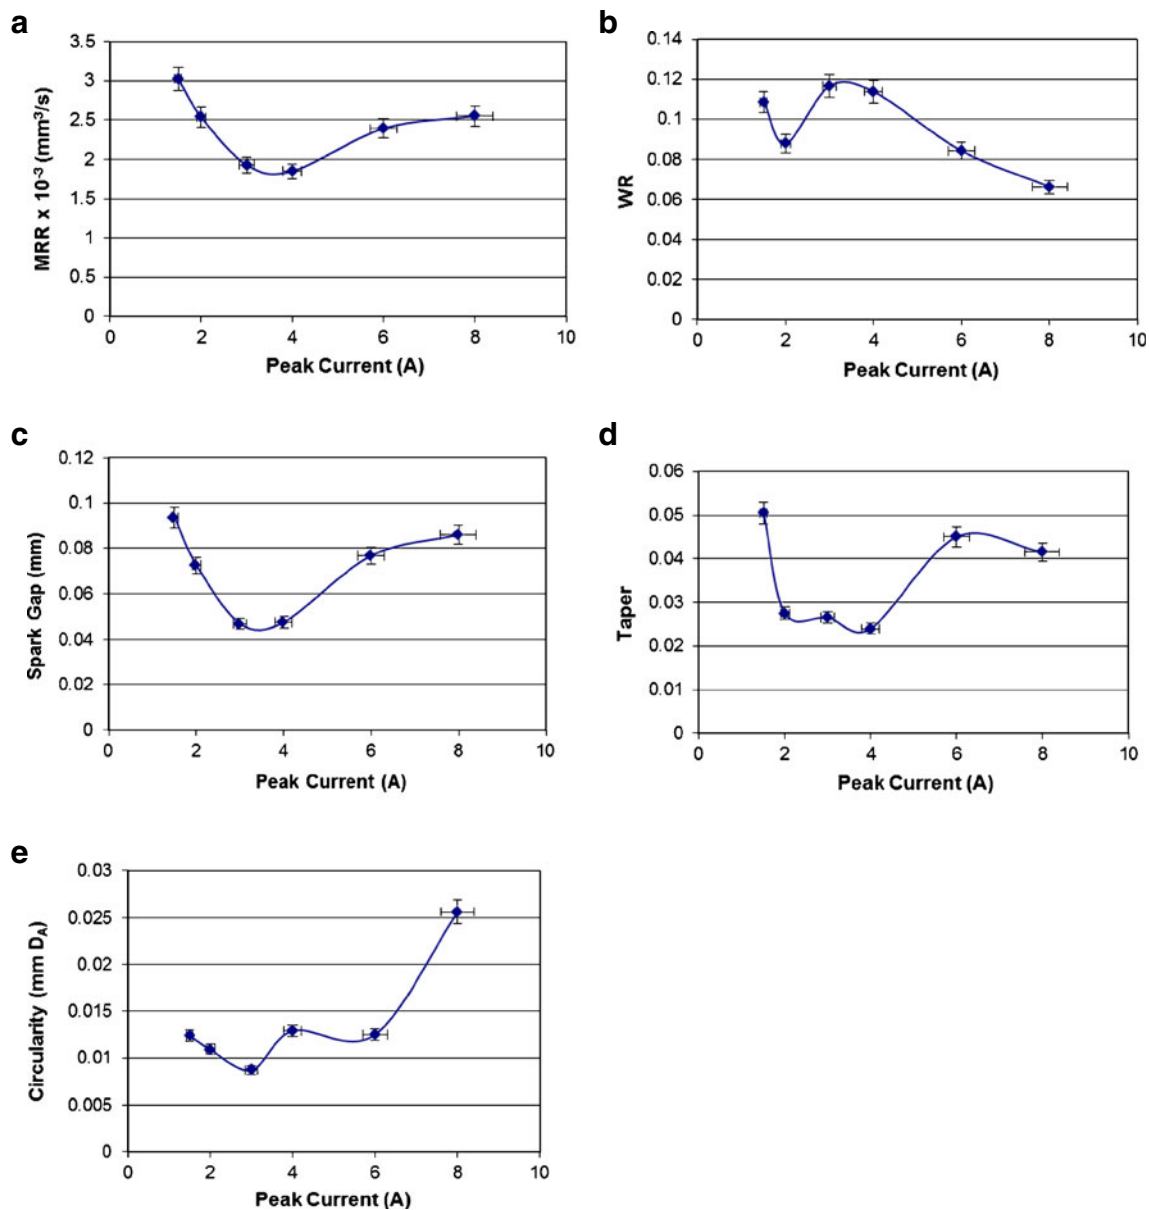 a
3.5
3
2.5
2
1.5
1
0.5
0
0 2 4 6 8 10
MRR x 10⁻³ (mm³/s)
Peak Current (A)
b
0.14
0.12
0.1
0.08
0.06
0.04
0.02
0
0 2 4 6 8 10
WR
Peak Current (A)
c
0.12
0.1
0.08
0.06
0.04
0.02
0
0 2 4 6 8 10
Spark Gap (mm)
Peak Current (A)
d
0.06
0.05
0.04
0.03
0.02
0.01
0
0 2 4 6 8 10
Taper
Peak Current (A)
e
0.03
0.025
0.02
0.015
0.01
0.005
0
0 2 4 6 8 10
Circularity (mm D_A)
Peak Current (A)